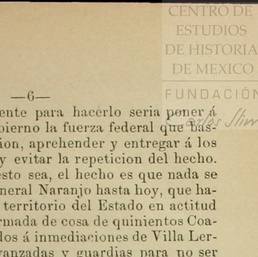 CENTRO DE
ESTUDIOS
DE HISTORIA
DE MEXICO
FUNDACIÓN
Carlos Slim
—6—
ente para hacerlo seria poner á
bierno la fuerza federal que bas-
ion, aprehender y entregar á los
y evitar la repeticion del hecho.
esto sea, el hecho es que nada se
neral Naranjo hasta hoy, que ha-
territorio del Estado en actitud
rmada de cosa de quinientos Coa-
dos á inmediaciones de Villa Ler-
vanzadas y guardias para no ser